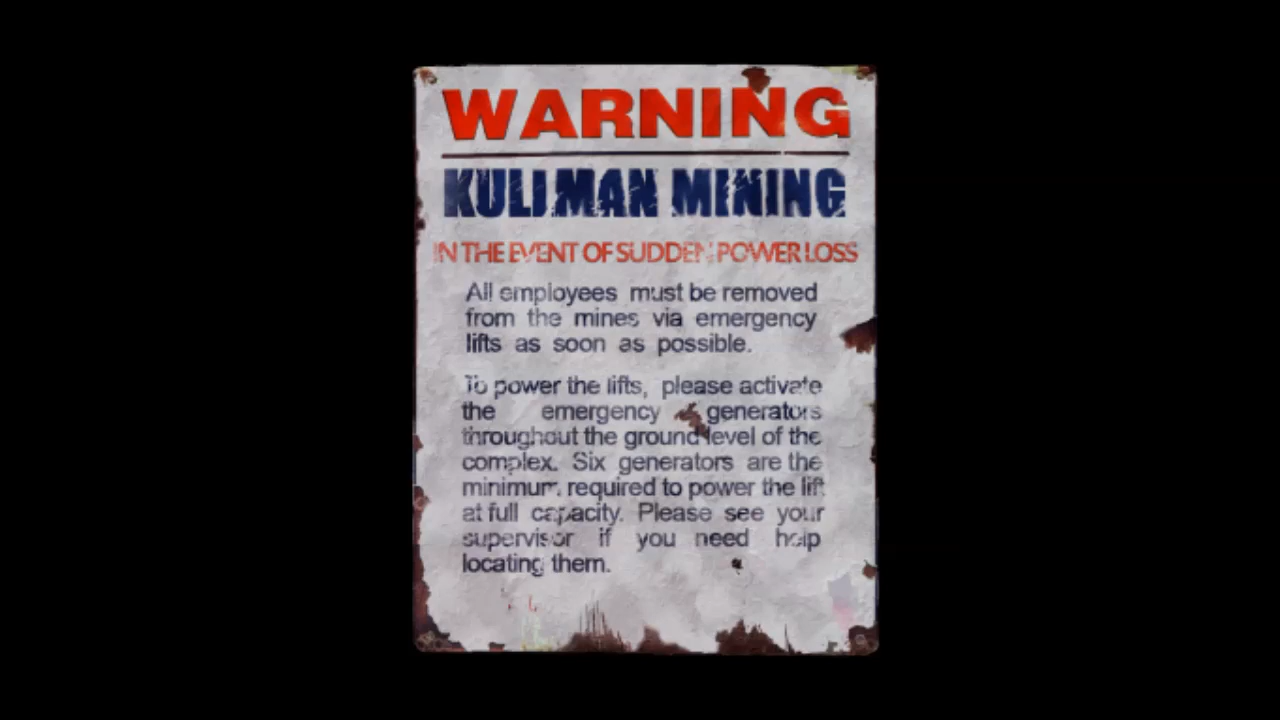 WARNING
KULLMAN MINING
IN THE EVENT OF SUDDEN POWER LOSS
All employees must be removed
from the mines via emergency
lifts as soon as possible.
To power the lifts, please activate
the emergency generators
throughout the ground level of the
complex. Six generators are the
minimum required to power the lift
at full capacity. Please see your
supervisor if you need help
locating them.